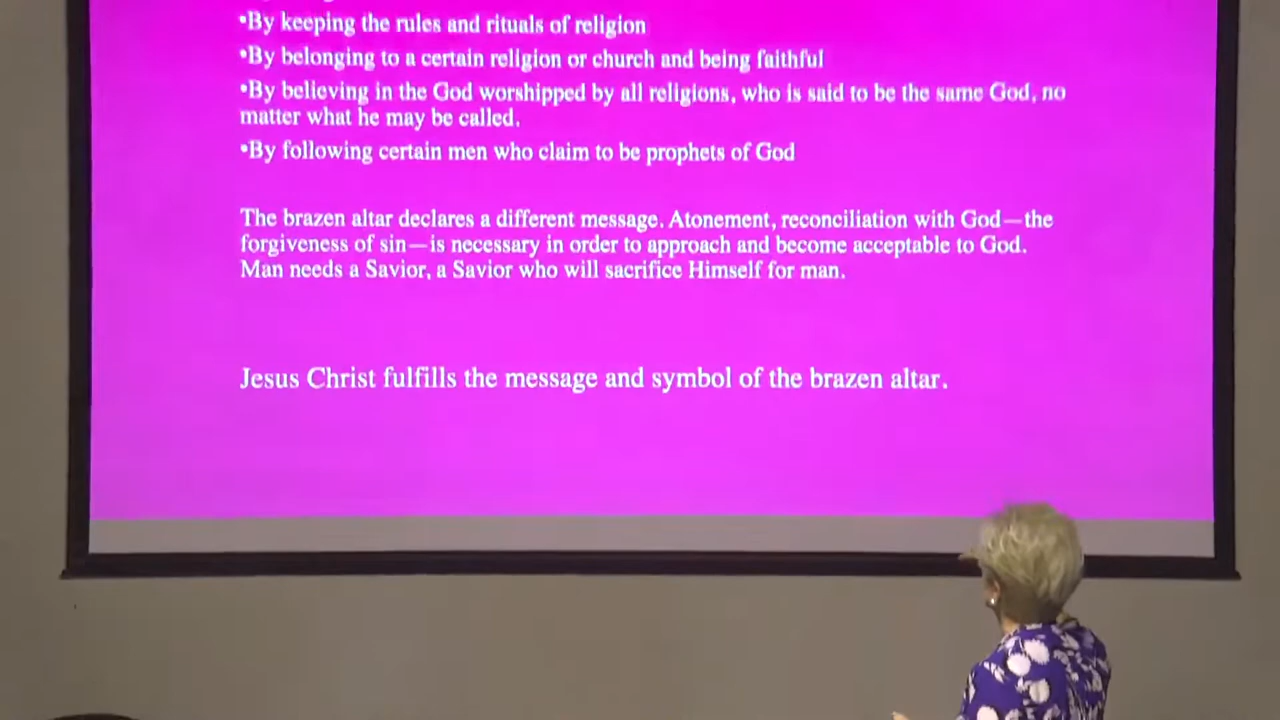 •By keeping the rules and rituals of religion
•By belonging to a certain religion or church and being faithful
•By believing in the God worshipped by all religions, who is said to be the same God, no
matter what he may be called.
•By following certain men who claim to be prophets of God
The brazen altar declares a different message. Atonement, reconciliation with God—the
forgiveness of sin—is necessary in order to approach and become acceptable to God.
Man needs a Savior, a Savior who will sacrifice Himself for man.
Jesus Christ fulfills the message and symbol of the brazen altar.